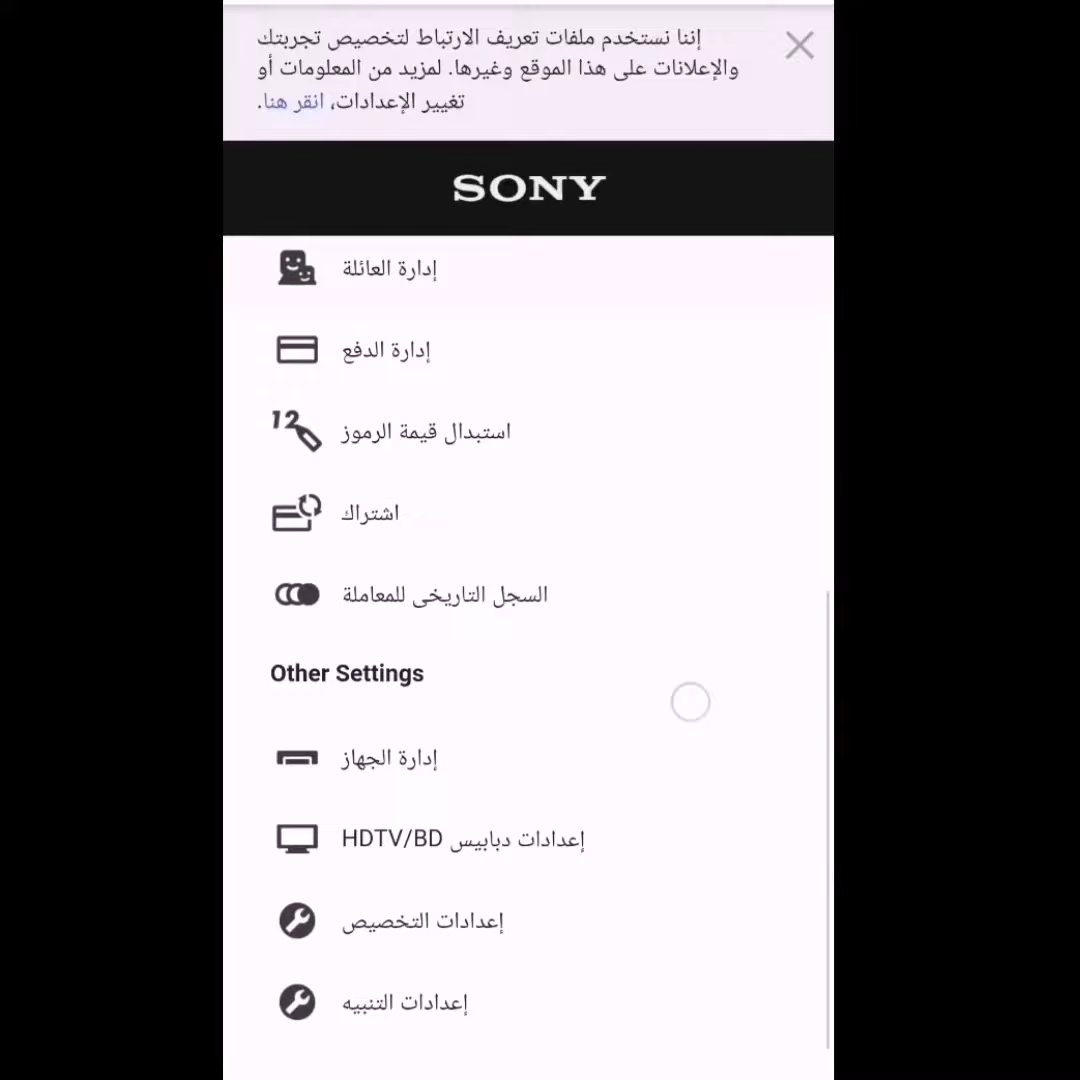 إننا نستخدم ملفات تعريف الارتباط لتخصيص تجربتك
والإعلانات على هذا الموقع وغيرها. لمزيد من المعلومات أو
تغيير الإعدادات، انقر هنا.
SONY
إدارة العائلة
إدارة الدفع
استبدال قيمة الرموز
اشتراك
السجل التاريخى للمعاملة
Other Settings
إدارة الجهاز
إعدادات دبابيس HDTV/BD
إعدادات التخصيص
إعدادات التنبيه